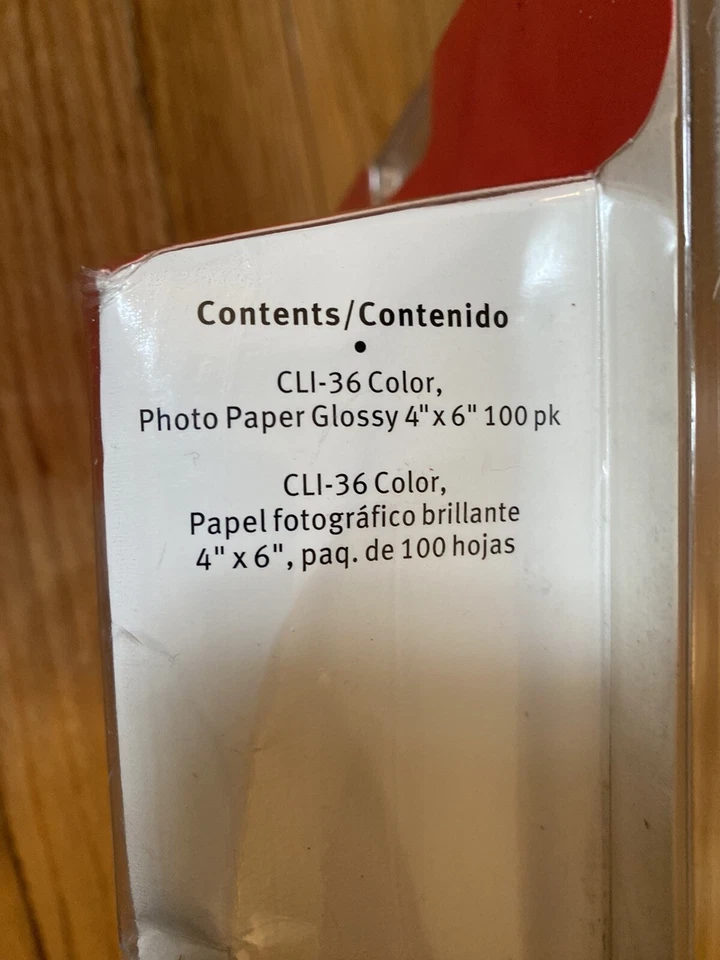 Contents/Contenido
•
CLI-36 Color,
Photo Paper Glossy 4" x 6" 100 pk
CLI-36 Color,
Papel fotográfico brillante
4" x 6", paq. de 100 hojas